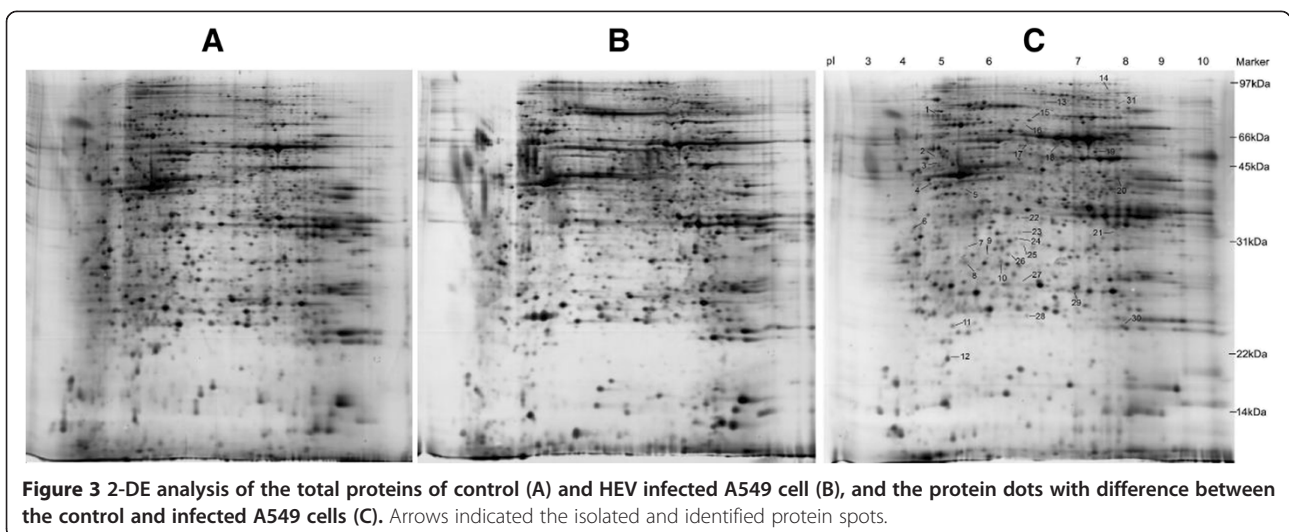 A B C
pI 3 4 5 6 7 8 9 10 Marker
14 97kDa
13 31
1 15
16 66kDa
2 17 18 19
3 45kDa
4 5 20
6 22
23 21
7 9 24 31kDa
25
26
8 10 27
29
28 30
11
12 22kDa
14kDa
Figure 3 2-DE analysis of the total proteins of control (A) and HEV infected A549 cell (B), and the protein dots with difference between
the control and infected A549 cells (C). Arrows indicated the isolated and identified protein spots.